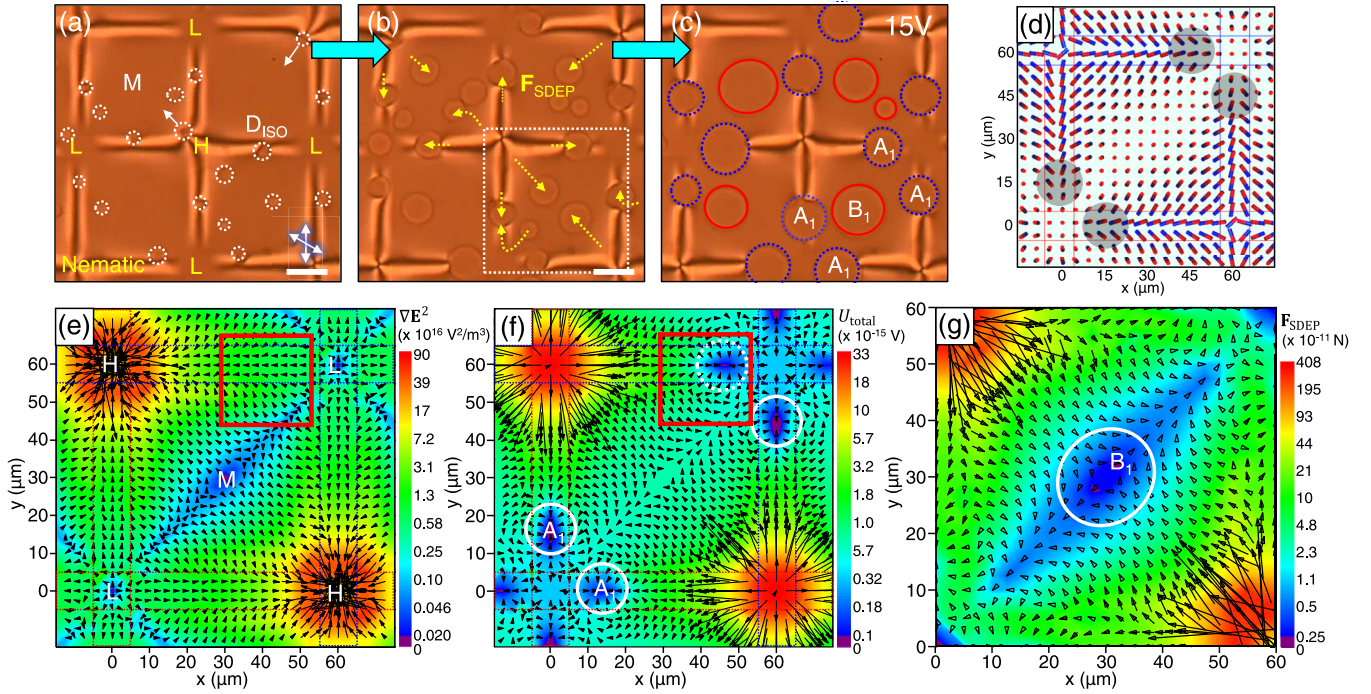 (a)
L
M
D_ISO
L
H
L
Nematic
L
(b)
F_SDEP
(c)
15V
A₁
A₁
A₁
B₁
A₁
(d)
60
45
30
15
0
y (µm)
0 15 30 45 60
x (µm)
(e)
H
L
M
L
H
60
50
40
30
20
10
0
y (µm)
0 10 20 30 40 50 60
x (µm)
∇E²
(x 10¹⁶ V²/m³)
90
39
17
7.2
3.1
1.3
0.58
0.25
0.10
0.046
0.020
0
(f)
A₁
A₁
60
50
40
30
20
10
0
y (µm)
0 10 20 30 40 50 60
x (µm)
U_total
(x 10⁻¹⁵ V)
33
18
10
5.7
3.2
1.8
1.0
5.7
0.32
0.18
0.1
0
(g)
B₁
60
50
40
30
20
10
0
y (µm)
0 10 20 30 40 50 60
x (µm)
F_SDEP
(x 10⁻¹¹ N)
408
195
93
44
20
10
4.8
2.3
1.1
0.5
0.25
0